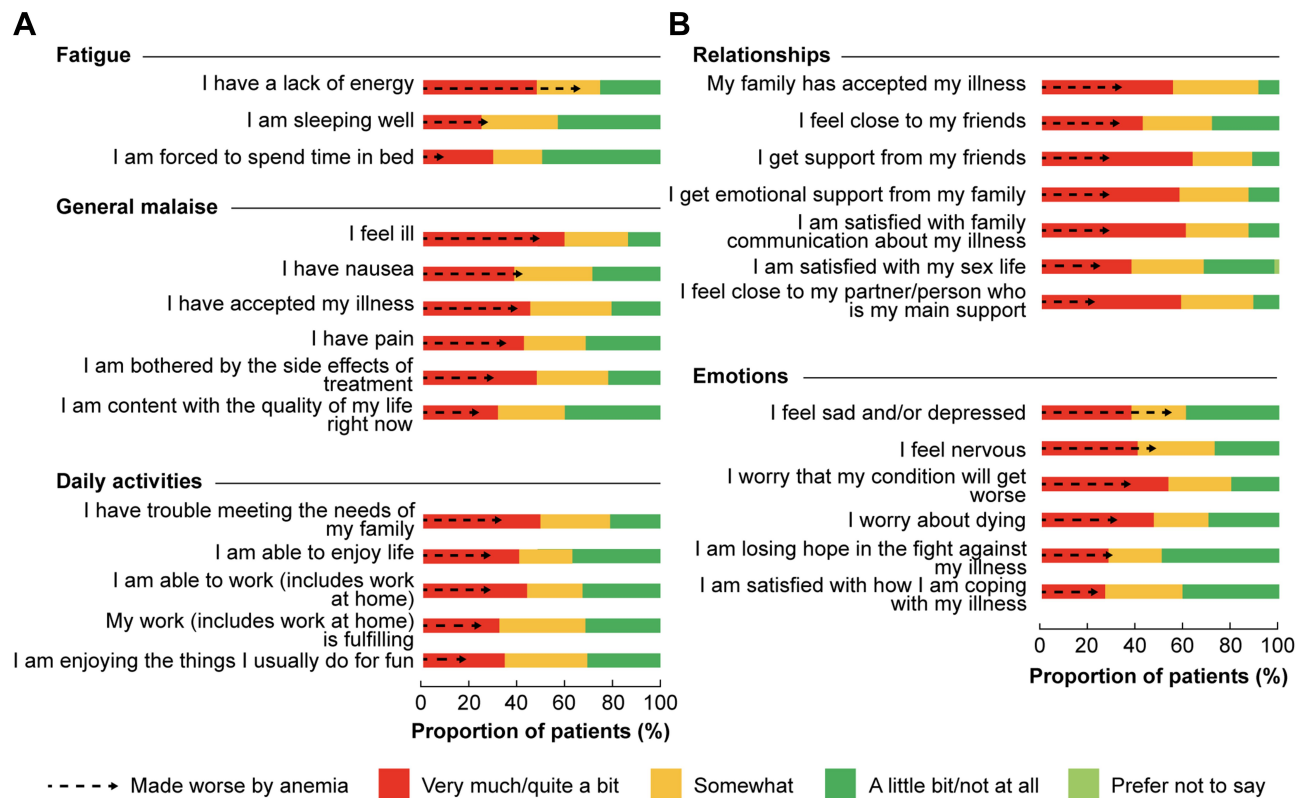 A
Fatigue
I have a lack of energy
I am sleeping well
I am forced to spend time in bed
General malaise
I feel ill
I have nausea
I have accepted my illness
I have pain
I am bothered by the side effects of
treatment
I am content with the quality of my life
right now
Daily activities
I have trouble meeting the needs of
my family
I am able to enjoy life
I am able to work (includes work
at home)
My work (includes work at home)
is fulfilling
I am enjoying the things I usually do for fun
0 20 40 60 80 100
Proportion of patients (%)
B
Relationships
My family has accepted my illness
I feel close to my friends
I get support from my friends
I get emotional support from my family
I am satisfied with family
communication about my illness
I am satisfied with my sex life
I feel close to my partner/person who
is my main support
Emotions
I feel sad and/or depressed
I feel nervous
I worry that my condition will get
worse
I worry about dying
I am losing hope in the fight against
my illness
I am satisfied with how I am coping
with my illness
0 20 40 60 80 100
Proportion of patients (%)
Made worse by anemia
Very much/quite a bit
Somewhat
A little bit/not at all
Prefer not to say